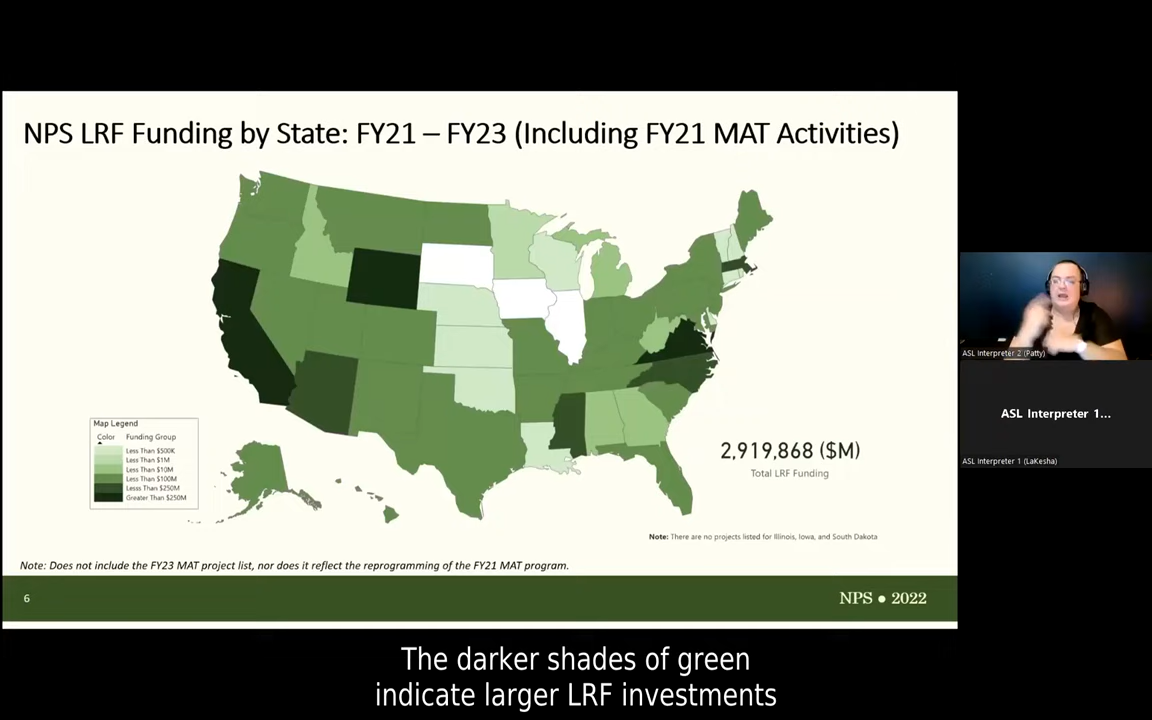 NPS LRF Funding by State: FY21 – FY23 (Including FY21 MAT Activities)
Map Legend
Color Funding Group
Less Than $500K
Less Than $1M
Less Than $10M
Less Than $100M
Lesss Than $250M
Greater Than $250M
2,919,868 ($M)
Total LRF Funding
Note: There are no projects listed for Illinois, Iowa, and South Dakota
Note: Does not include the FY23 MAT project list, nor does it reflect the reprogramming of the FY21 MAT program.
6
NPS ● 2022
ASL Interpreter 2 (Patty)
ASL Interpreter 1...
ASL Interpreter 1 (LaKesha)
The darker shades of green
indicate larger LRF investments